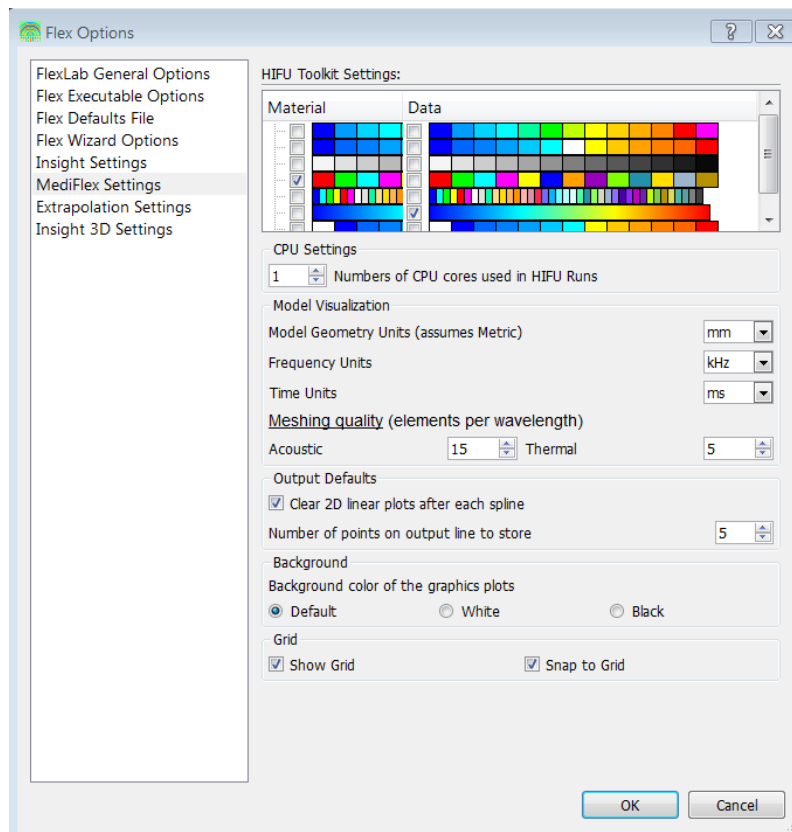 Flex Options
FlexLab General Options
Flex Executable Options
Flex Defaults File
Flex Wizard Options
Insight Settings
MediFlex Settings
Extrapolation Settings
Insight 3D Settings
HIFU Toolkit Settings:
Material Data
CPU Settings
1 Numbers of CPU cores used in HIFU Runs
Model Visualization
Model Geometry Units (assumes Metric) mm
Frequency Units kHz
Time Units ms
Meshing quality (elements per wavelength)
Acoustic 15 Thermal 5
Output Defaults
Clear 2D linear plots after each spline
Number of points on output line to store 5
Background
Background color of the graphics plots
Default White Black
Grid
Show Grid Snap to Grid
OK Cancel